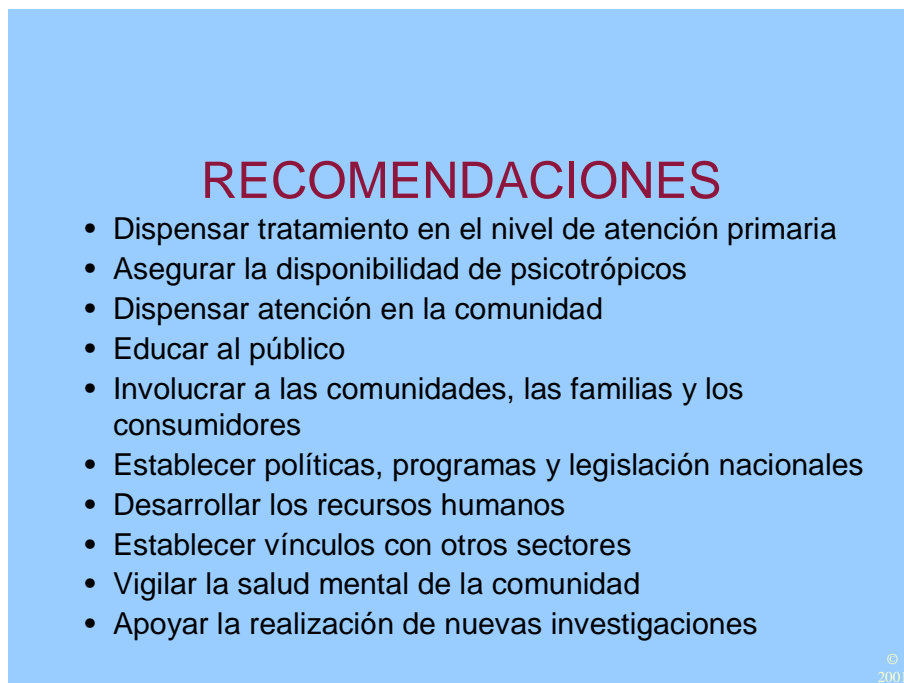 RECOMENDACIONES
• Dispensar tratamiento en el nivel de atención primaria
• Asegurar la disponibilidad de psicotrópicos
• Dispensar atención en la comunidad
• Educar al público
• Involucrar a las comunidades, las familias y los
consumidores
• Establecer políticas, programas y legislación nacionales
• Desarrollar los recursos humanos
• Establecer vínculos con otros sectores
• Vigilar la salud mental de la comunidad
• Apoyar la realización de nuevas investigaciones
©
2001